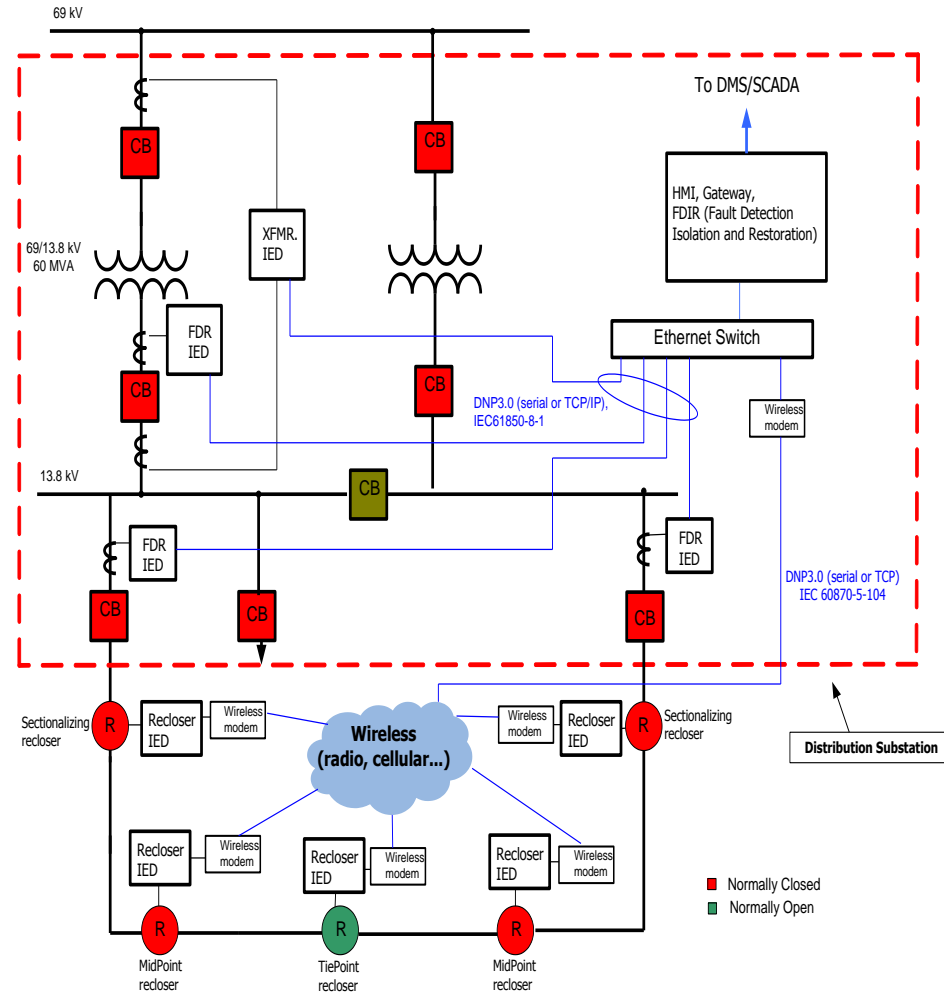 69 kV
To DMS/SCADA
CB
CB
HMI, Gateway,
FDIR (Fault Detection
Isolation and Restoration)
XFMR.
IED
69/13.8 kV
60 MVA
FDR
IED
Ethernet Switch
CB
CB
DNP3.0 (serial or TCP/IP),
IEC61850-8-1
Wireless
modem
13.8 kV
CB
FDR
IED
FDR
IED
DNP3.0 (serial or TCP)
IEC 60870-5-104
CB
CB
CB
Sectionalizing
recloser
R
Recloser
IED
Wireless
modem
Wireless
(radio, cellular...)
Wireless
modem
Recloser
IED
R
Sectionalizing
recloser
Distribution Substation
Recloser
IED
Wireless
modem
Recloser
IED
Wireless
modem
Recloser
IED
Wireless
modem
Normally Closed
Normally Open
R
R
R
MidPoint
recloser
TiePoint
recloser
MidPoint
recloser